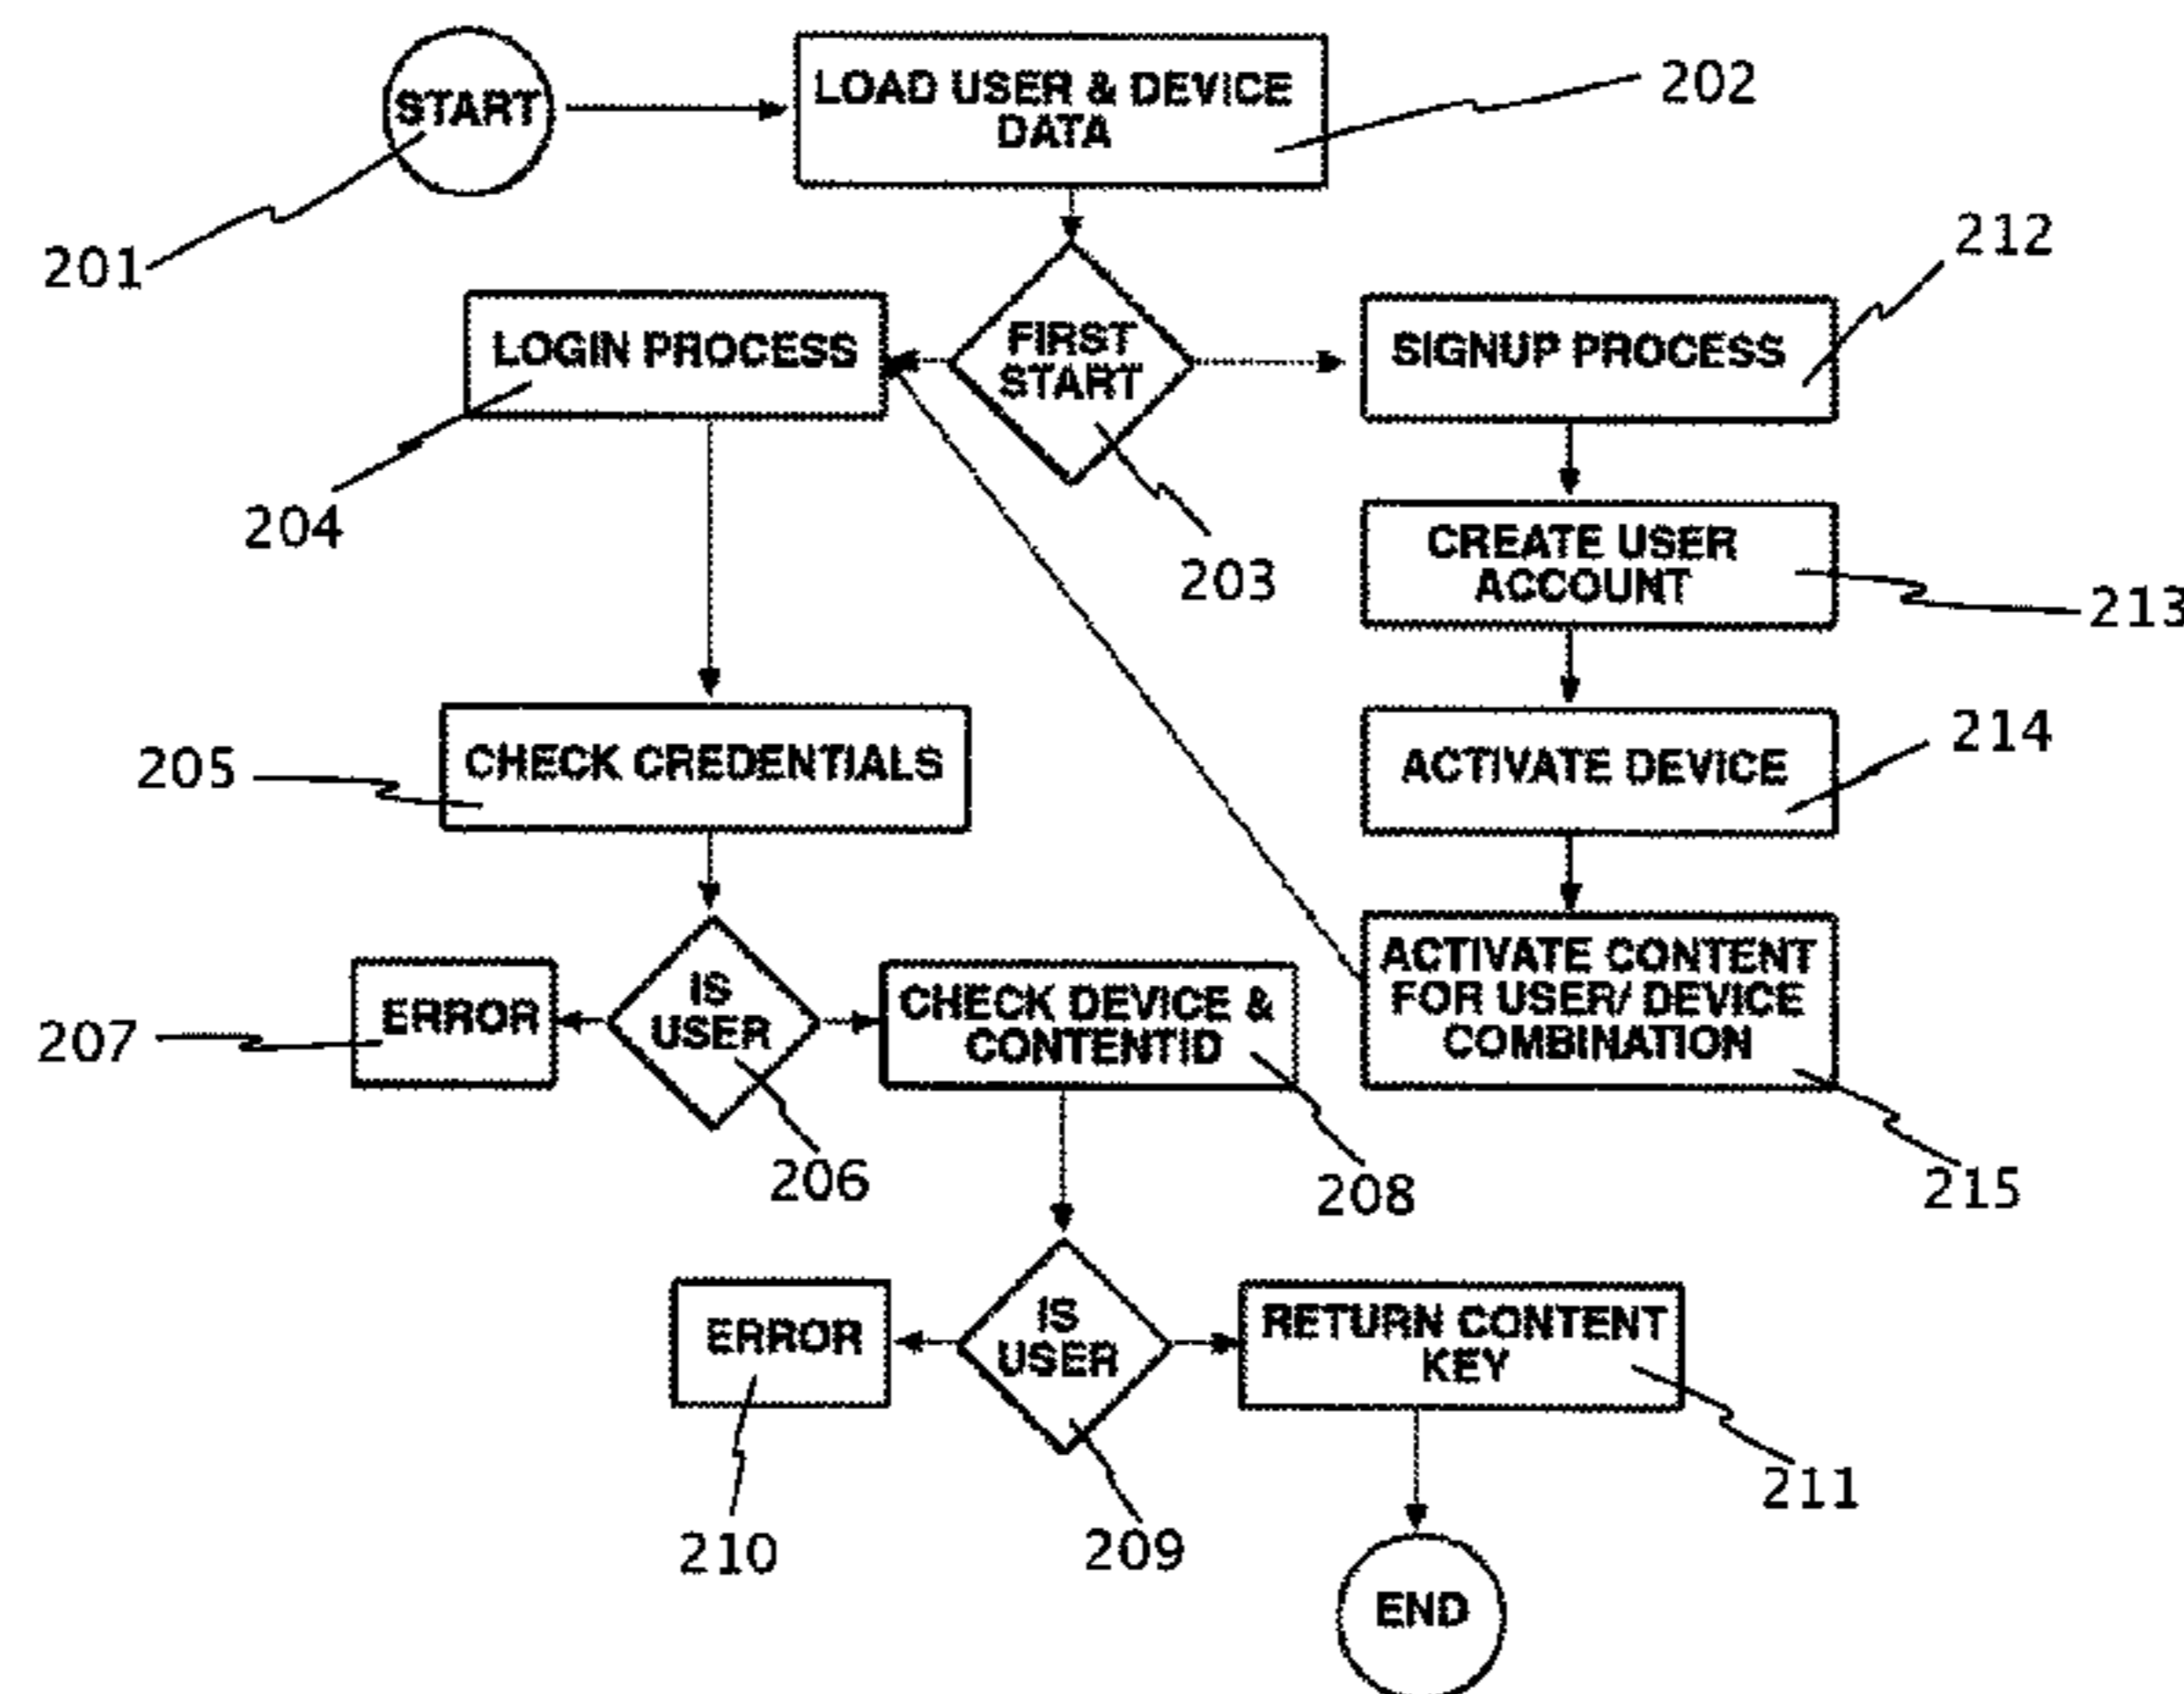 START
LOAD USER & DEVICE
DATA
202
201
212
LOGIN PROCESS
FIRST
START
SIGNUP PROCESS
204
203
CREATE USER
ACCOUNT
213
205
CHECK CREDENTIALS
ACTIVATE DEVICE
214
207
ERROR
IS
USER
CHECK DEVICE &
CONTENTID
ACTIVATE CONTENT
FOR USER/ DEVICE
COMBINATION
206
208
215
ERROR
IS
USER
RETURN CONTENT
KEY
210
209
211
END